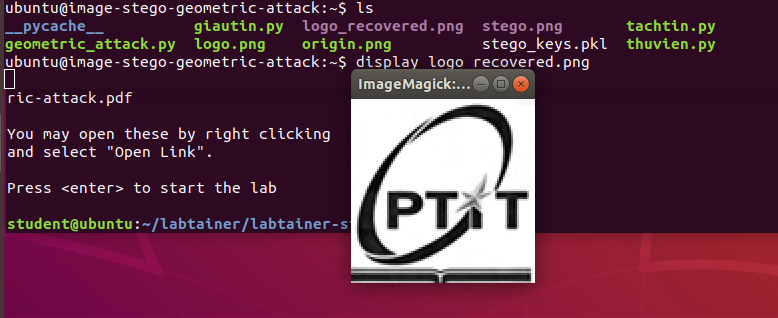 ubuntu@image-stego-geometric-attack:~$ ls
__pycache__ giautin.py logo_recovered.png stego.png tachtin.py
geometric_attack.py logo.png origin.png stego_keys.pkl thuvien.py
ubuntu@image-stego-geometric-attack:~$ display logo_recovered.png
ImageMagick:...
ric-attack.pdf
You may open these by right clicking
and select "Open Link".
Press <enter> to start the lab
student@ubuntu:~/labtainer/labtainer-s
PTIT